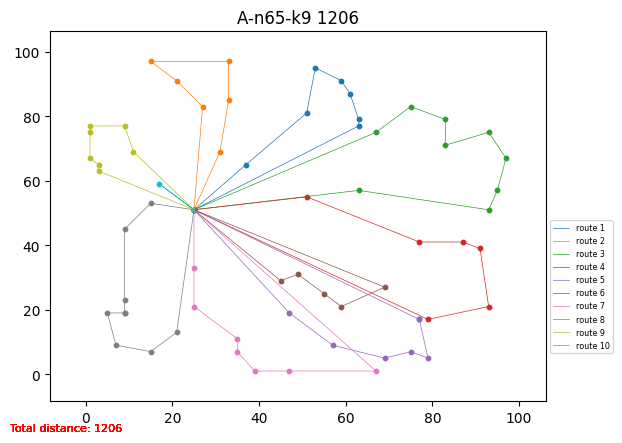 A-n65-k9 1206
100
80
60
40
20
0
0 20 40 60 80 100
route 1
route 2
route 3
route 4
route 5
route 6
route 7
route 8
route 9
route 10
Total distance: 1206